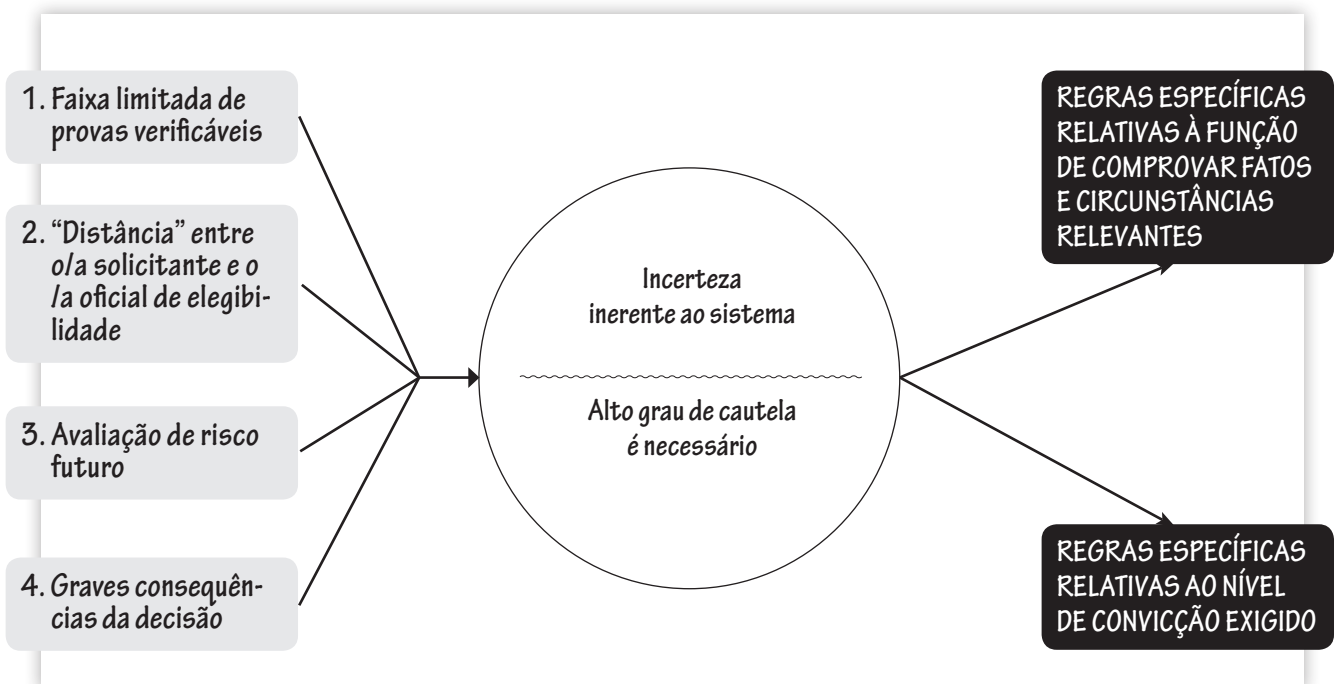 1. Faixa limitada de
provas verificáveis
2. “Distância” entre
o/a solicitante e o
/a oficial de elegibi-
lidade
3. Avaliação de risco
futuro
4. Graves consequên-
cias da decisão
Incerteza
inerente ao sistema
Alto grau de cautela
é necessário
REGRAS ESPECÍFICAS
RELATIVAS À FUNÇÃO
DE COMPROVAR FATOS
E CIRCUNSTÂNCIAS
RELEVANTES
REGRAS ESPECÍFICAS
RELATIVAS AO NÍVEL
DE CONVICÇÃO EXIGIDO